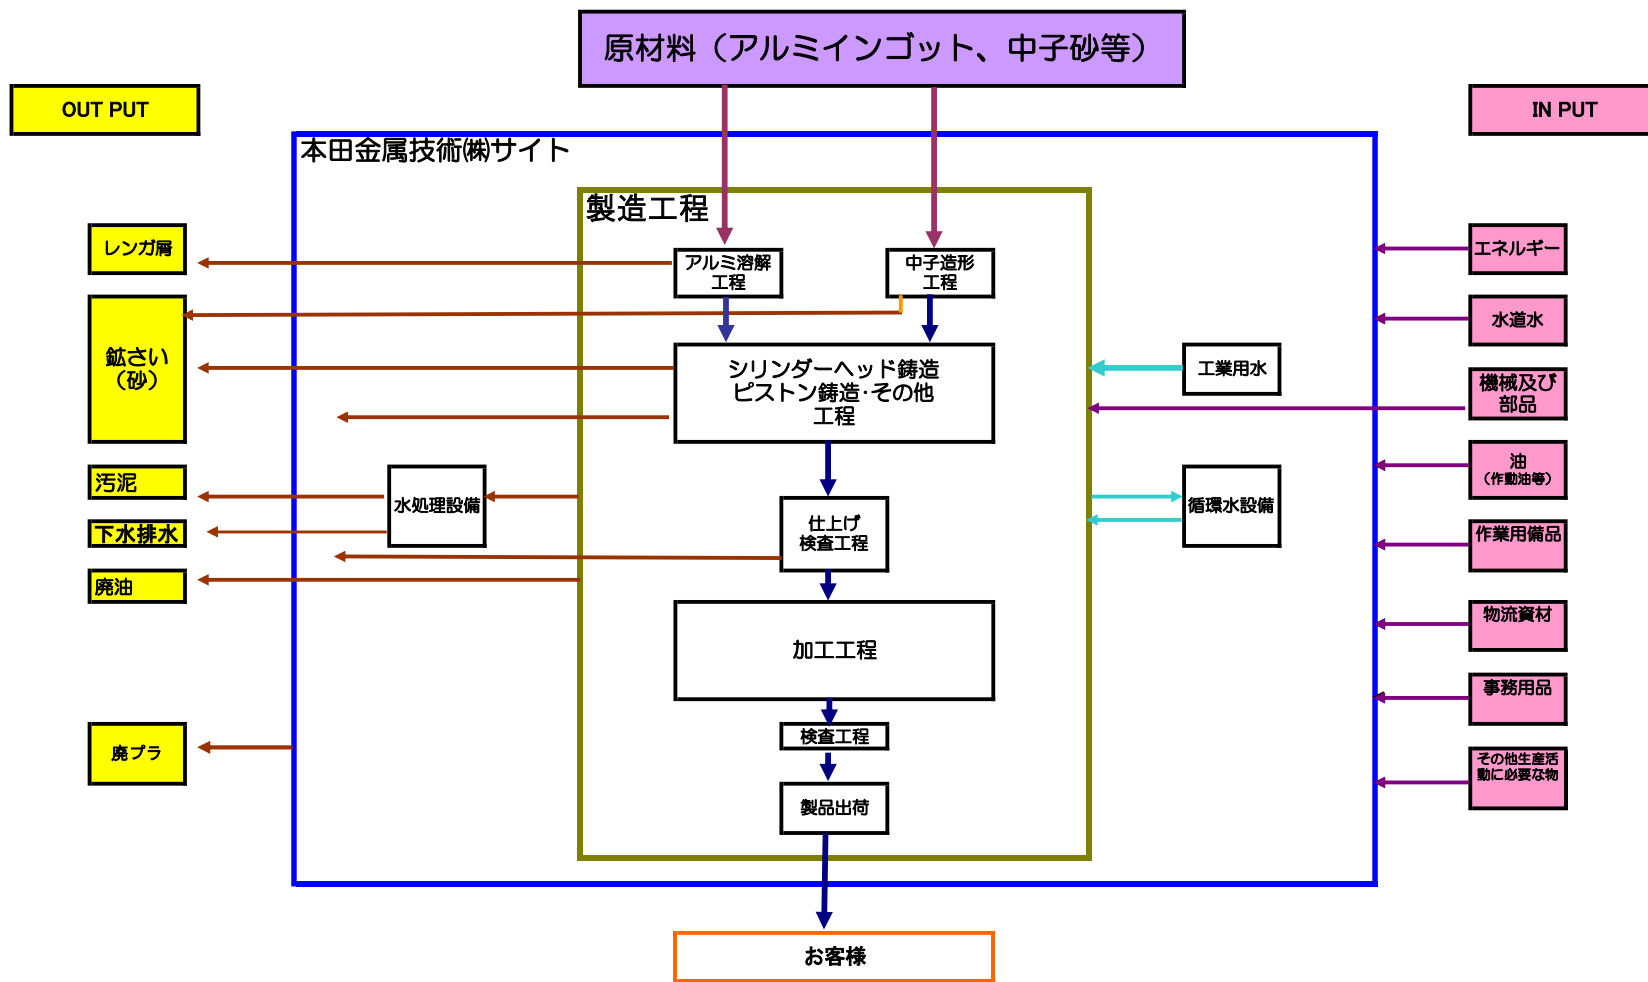 原材料（アルミインゴット、中子砂等）
OUT PUT
IN PUT
本田金属技術㈱サイト
製造工程
レンガ屑
鉱さい
（砂）
汚泥
下水排水
廃油
廃プラ
アルミ溶解
工程
中子造形
工程
シリンダーヘッド鋳造
ピストン鋳造･その他
工程
水処理設備
仕上げ
検査工程
加工工程
検査工程
製品出荷
お客様
工業用水
循環水設備
エネルギー
水道水
機械及び
部品
油
（作動油等）
作業用備品
物流資材
事務用品
その他生産活
動に必要な物